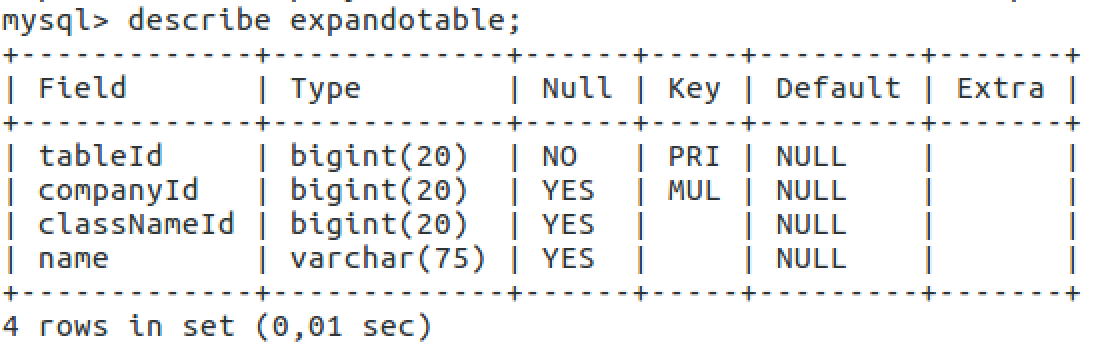 mysql> describe expandotable;
+-------------+-------------+------+-----+---------+-------+
| Field       | Type        | Null | Key | Default | Extra |
+-------------+-------------+------+-----+---------+-------+
| tableId     | bigint(20)  | NO   | PRI | NULL    |       |
| companyId   | bigint(20)  | YES  | MUL | NULL    |       |
| classNameId | bigint(20)  | YES  |     | NULL    |       |
| name        | varchar(75) | YES  |     | NULL    |       |
+-------------+-------------+------+-----+---------+-------+
4 rows in set (0,01 sec)